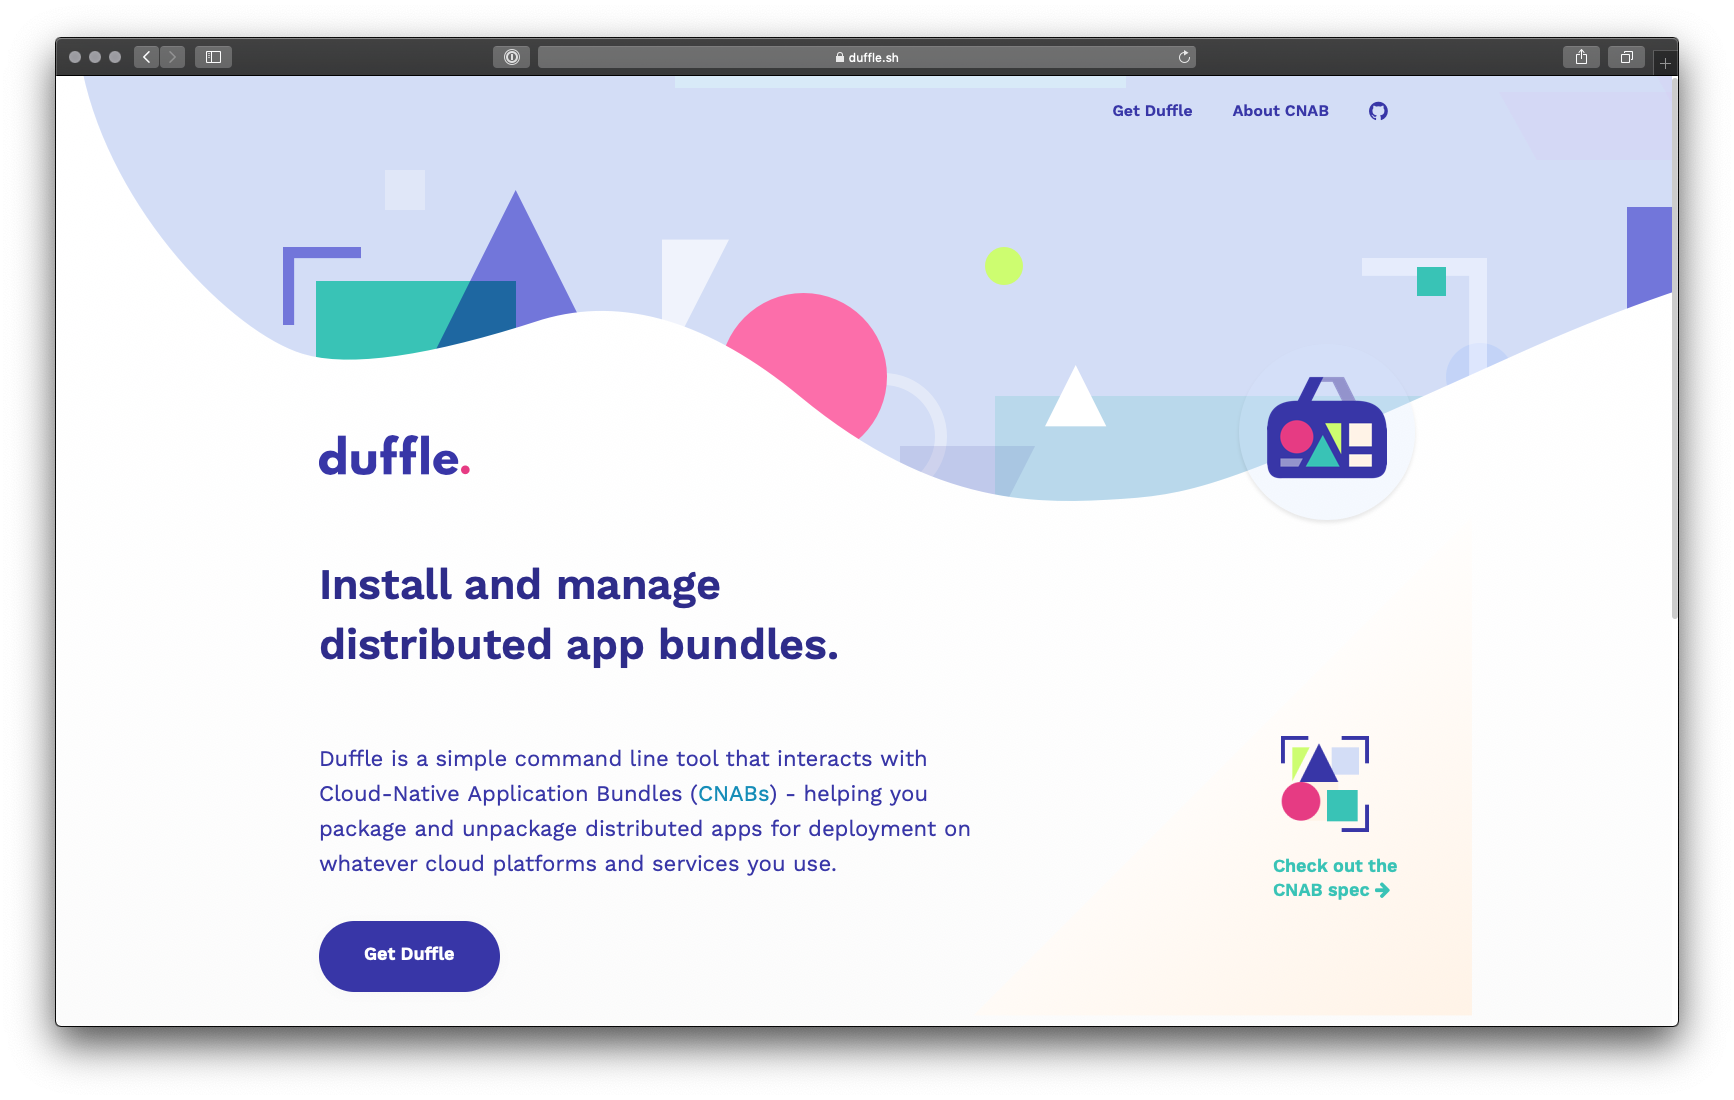 duffle.sh
Get Duffle About CNAB
duffle.
Install and manage
distributed app bundles.
Duffle is a simple command line tool that interacts with
Cloud-Native Application Bundles (CNABs) - helping you
package and unpackage distributed apps for deployment on
whatever cloud platforms and services you use.
Check out the
CNAB spec →
Get Duffle